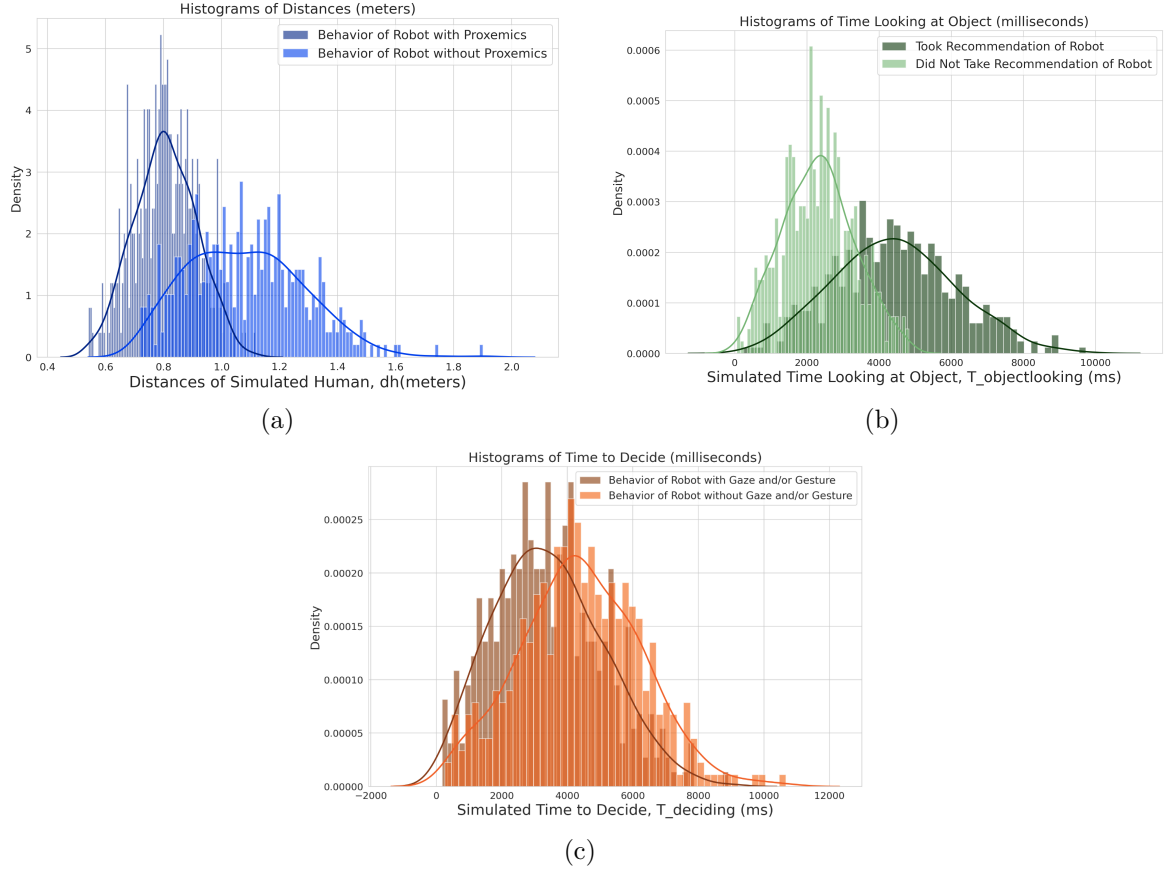 Histograms of Distances (meters)
Behavior of Robot with Proxemics
Behavior of Robot without Proxemics
Density
5
4
3
2
1
0
0.4 0.6 0.8 1.0 1.2 1.4 1.6 1.8 2.0
Distances of Simulated Human, dh(meters)
(a)
Histograms of Time Looking at Object (milliseconds)
Took Recommendation of Robot
Did Not Take Recommendation of Robot
Density
0.0006
0.0005
0.0004
0.0003
0.0002
0.0001
0.0000
0 2000 4000 6000 8000 10000
Simulated Time Looking at Object, T_objectlooking (ms)
(b)
Histograms of Time to Decide (milliseconds)
Behavior of Robot with Gaze and/or Gesture
Behavior of Robot without Gaze and/or Gesture
Density
0.00025
0.00020
0.00015
0.00010
0.00005
0.00000
−2000 0 2000 4000 6000 8000 10000 12000
Simulated Time to Decide, T_deciding (ms)
(c)